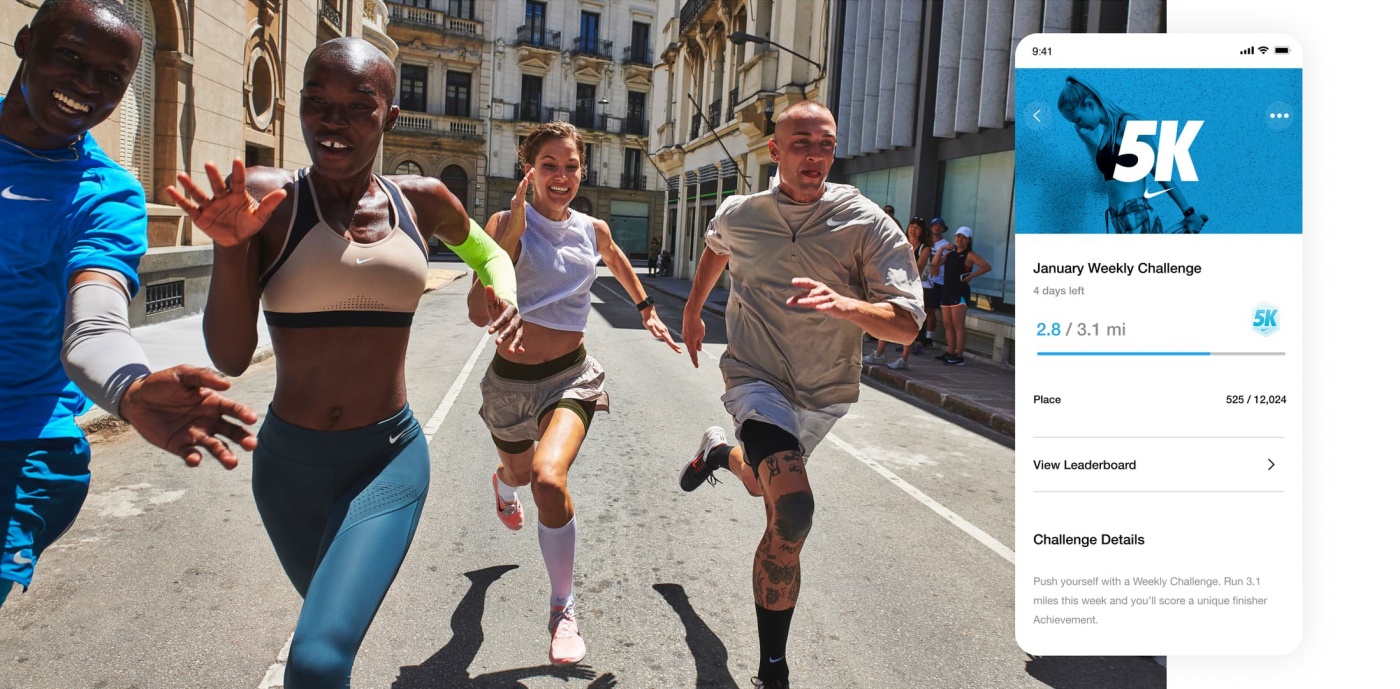 9:41
5K
January Weekly Challenge
4 days left
2.8 / 3.1 mi
5K
Place 525 / 12,024
View Leaderboard
Challenge Details
Push yourself with a Weekly Challenge. Run 3.1
miles this week and you'll score a unique finisher
Achievement.